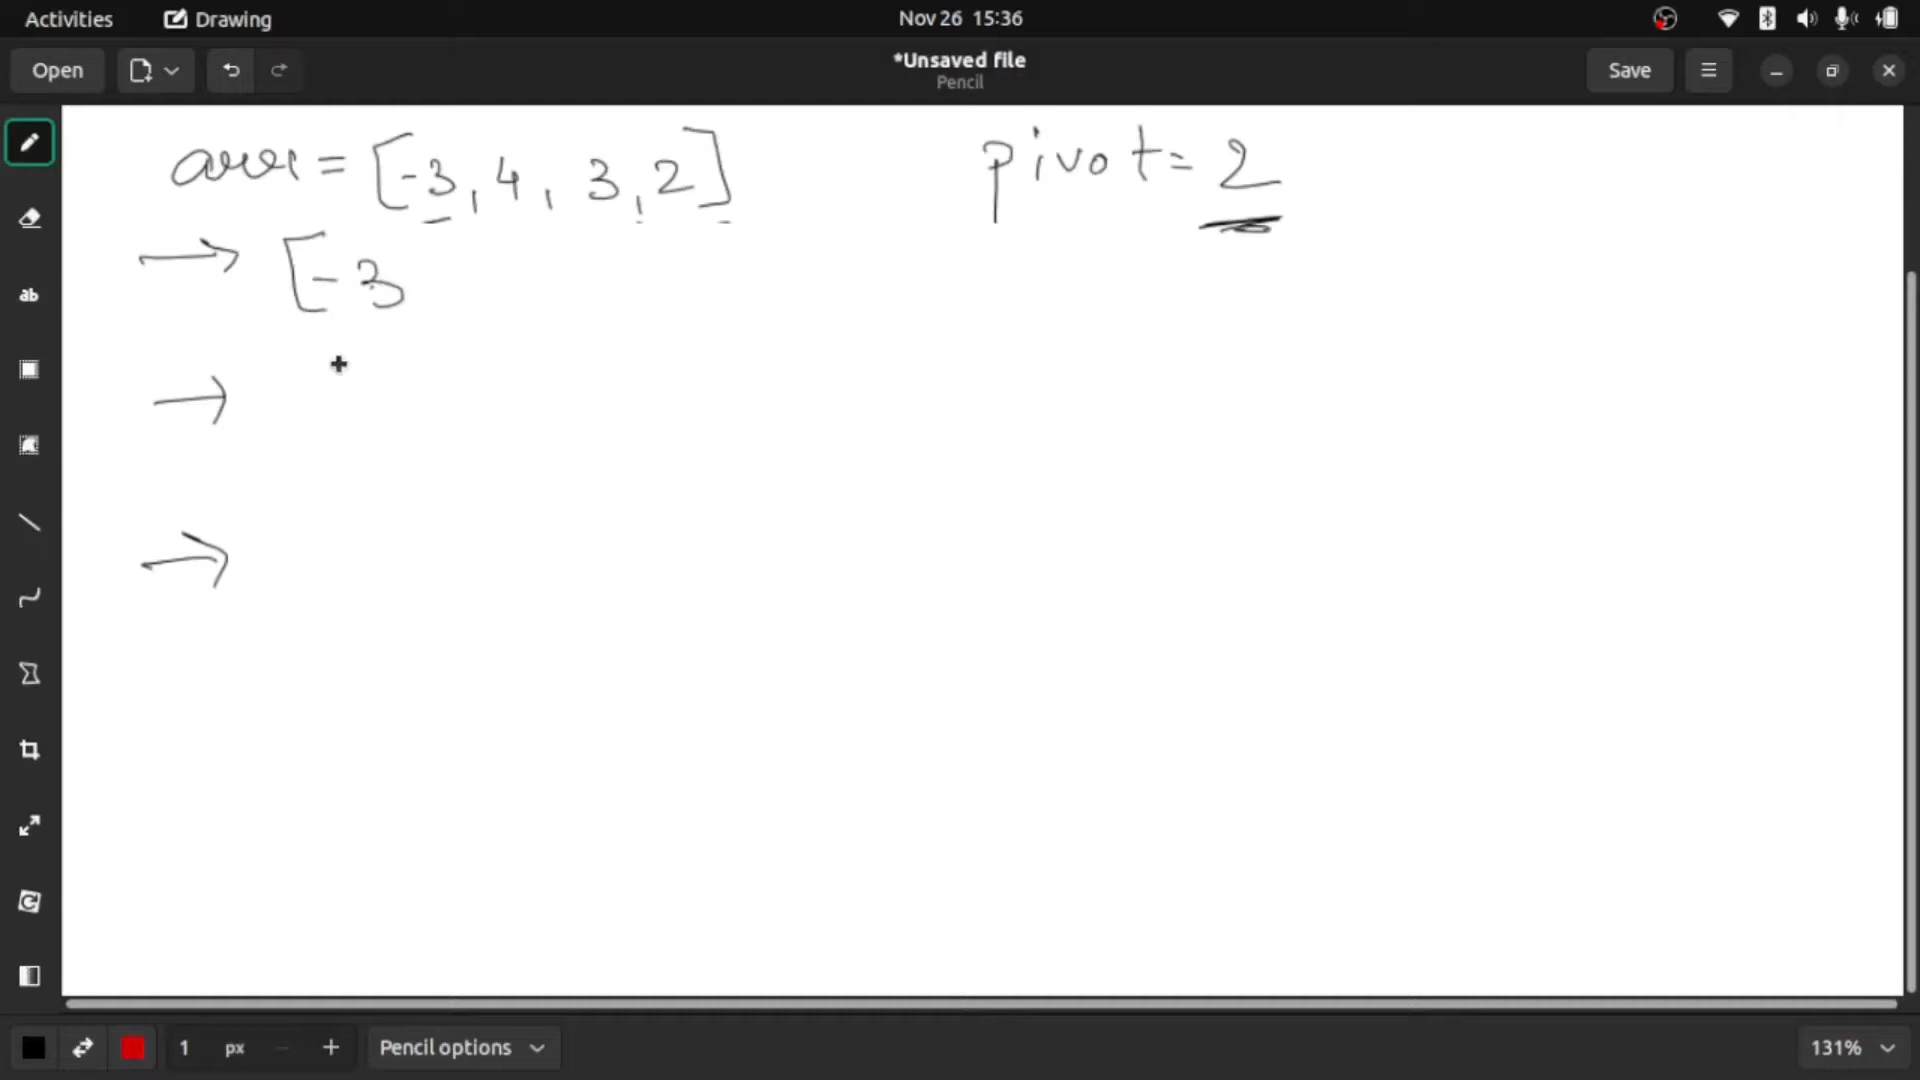 Activities Drawing Nov 26 15:36
Open *Unsaved file Save
Pencil
arr = [-3, 4, 3, 2] pivot = 2
→ [-3
→
→
ab
1 px Pencil options 131%